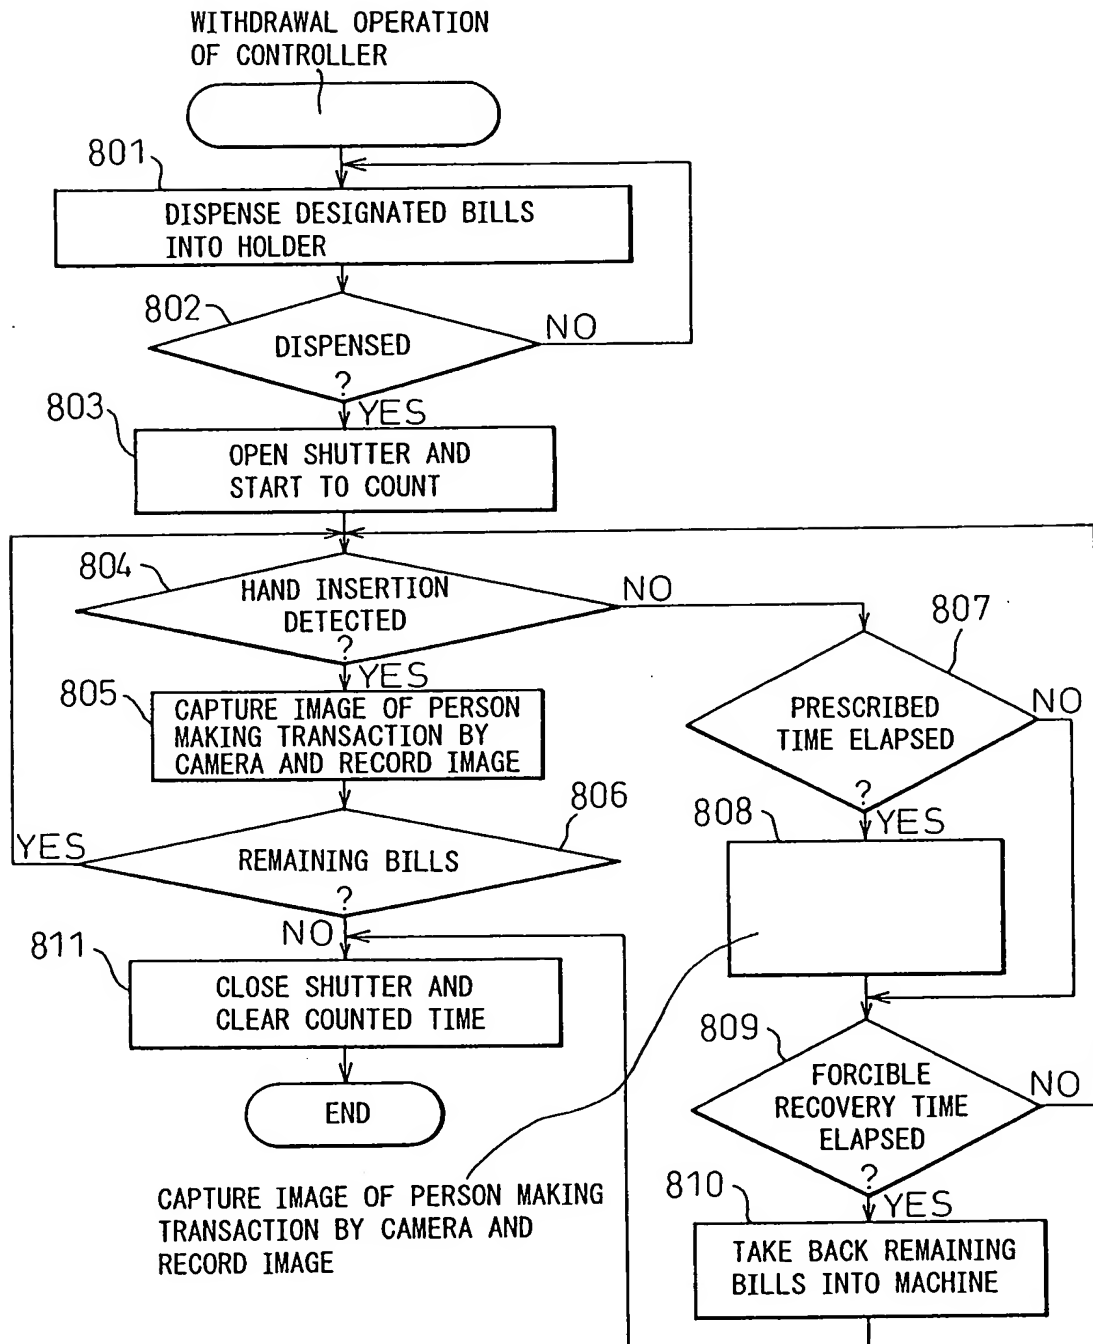 WITHDRAWAL OPERATION
OF CONTROLLER
801
DISPENSE DESIGNATED BILLS
INTO HOLDER
802
DISPENSED
?
NO
YES
803
OPEN SHUTTER AND
START TO COUNT
804
HAND INSERTION
DETECTED
?
NO
YES
805
CAPTURE IMAGE OF PERSON
MAKING TRANSACTION BY
CAMERA AND RECORD IMAGE
806
REMAINING BILLS
?
YES
NO
807
PRESCRIBED
TIME ELAPSED
?
NO
YES
808
809
FORCIBLE
RECOVERY TIME
ELAPSED
?
NO
YES
810
TAKE BACK REMAINING
BILLS INTO MACHINE
811
CLOSE SHUTTER AND
CLEAR COUNTED TIME
END
CAPTURE IMAGE OF PERSON MAKING
TRANSACTION BY CAMERA AND
RECORD IMAGE